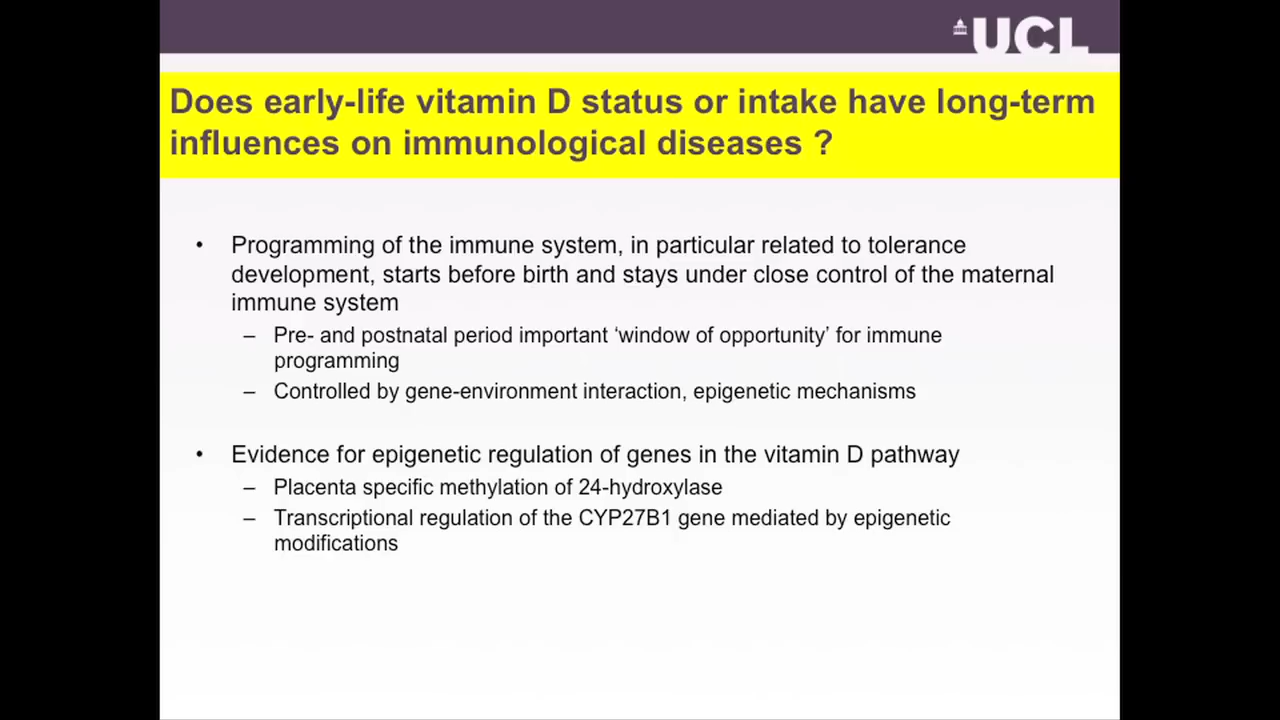 UCL
Does early-life vitamin D status or intake have long-term
influences on immunological diseases ?
• Programming of the immune system, in particular related to tolerance
development, starts before birth and stays under close control of the maternal
immune system
– Pre- and postnatal period important ‘window of opportunity’ for immune
programming
– Controlled by gene-environment interaction, epigenetic mechanisms
• Evidence for epigenetic regulation of genes in the vitamin D pathway
– Placenta specific methylation of 24-hydroxylase
– Transcriptional regulation of the CYP27B1 gene mediated by epigenetic
modifications